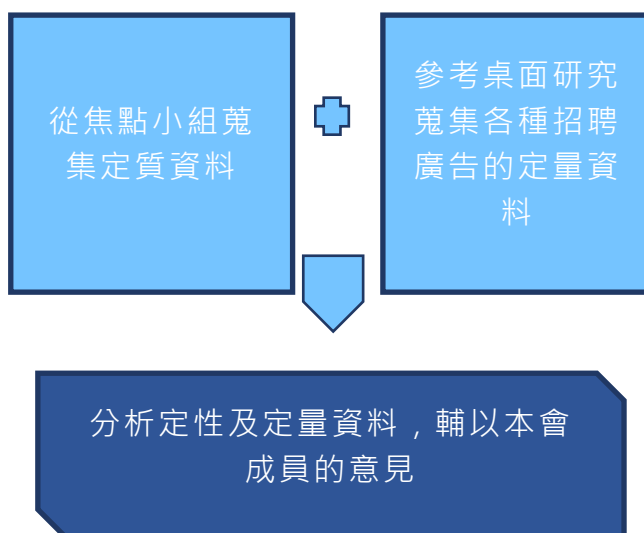 從焦點小組蒐
集定質資料
參考桌面研究
蒐集各種招聘
廣告的定量資
料
分析定性及定量資料，輔以本會
成員的意見